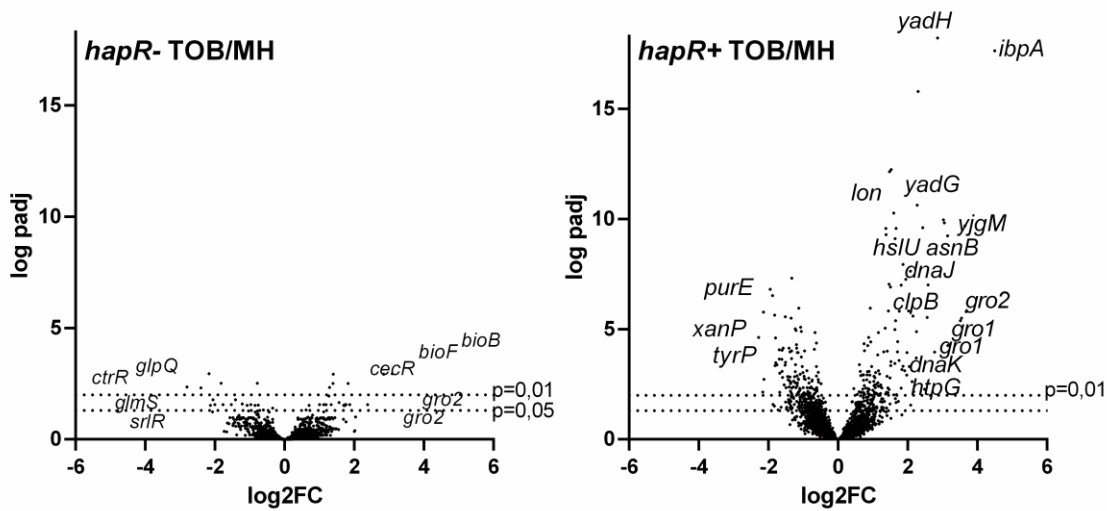 hapR- TOB/MH
15
10
5
0
log padj
ctrR
glpQ
glmS
srlR
cecR
bioF
bioB
gro2
gro2
p=0,01
p=0,05
-6
-4
-2
0
2
4
6
log2FC
hapR+ TOB/MH
15
10
5
0
log padj
yadH
ibpA
lon
yadG
yjgM
hslU asnB
dnaJ
purE
clpB
gro2
xanP
gro1
gro1
tyrP
dnaK
htpG
p=0,01
-6
-4
-2
0
2
4
6
log2FC